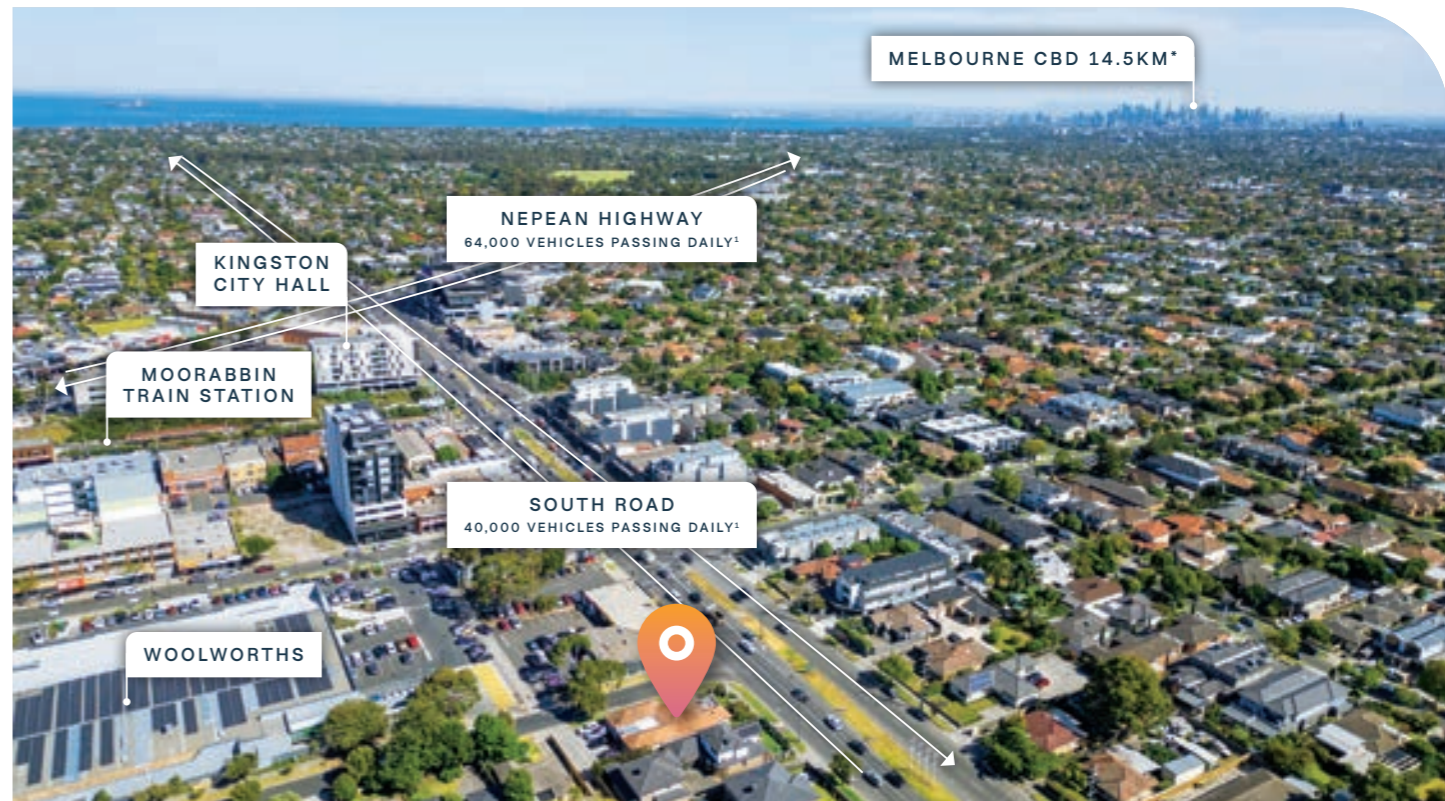 MELBOURNE CBD 14.5KM*
NEPEAN HIGHWAY
64,000 VEHICLES PASSING DAILY¹
KINGSTON
CITY HALL
MOORABBIN
TRAIN STATION
SOUTH ROAD
40,000 VEHICLES PASSING DAILY¹
WOOLWORTHS